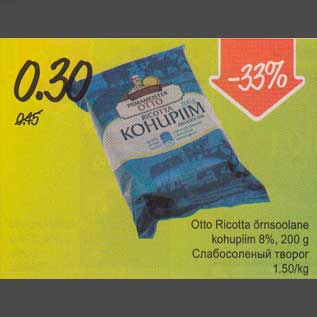 0.30
0.45
-33%
PIIMAMEISTER
OTTO
RICOTTA
200 g
KOHUPIIM
Otto Ricotta õrnsoolane
kohupiim 8%, 200 g
Слабосоленый творог
1.50/kg